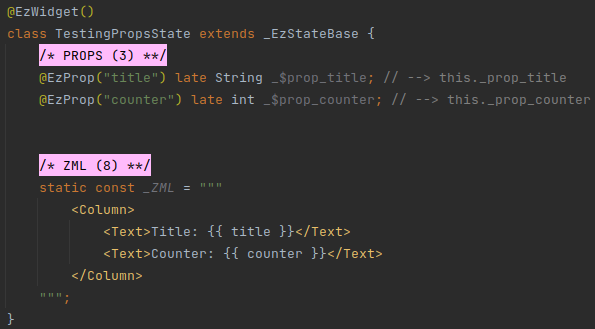 @EzWidget()
class TestingPropsState extends _EzStateBase {
/* PROPS (3) **/
@EzProp("title") late String _$prop_title; // --> this._prop_title
@EzProp("counter") late int _$prop_counter; // --> this._prop_counter
/* ZML (8) **/
static const _ZML = """
<Column>
<Text>Title: {{ title }}</Text>
<Text>Counter: {{ counter }}</Text>
</Column>
""";
}